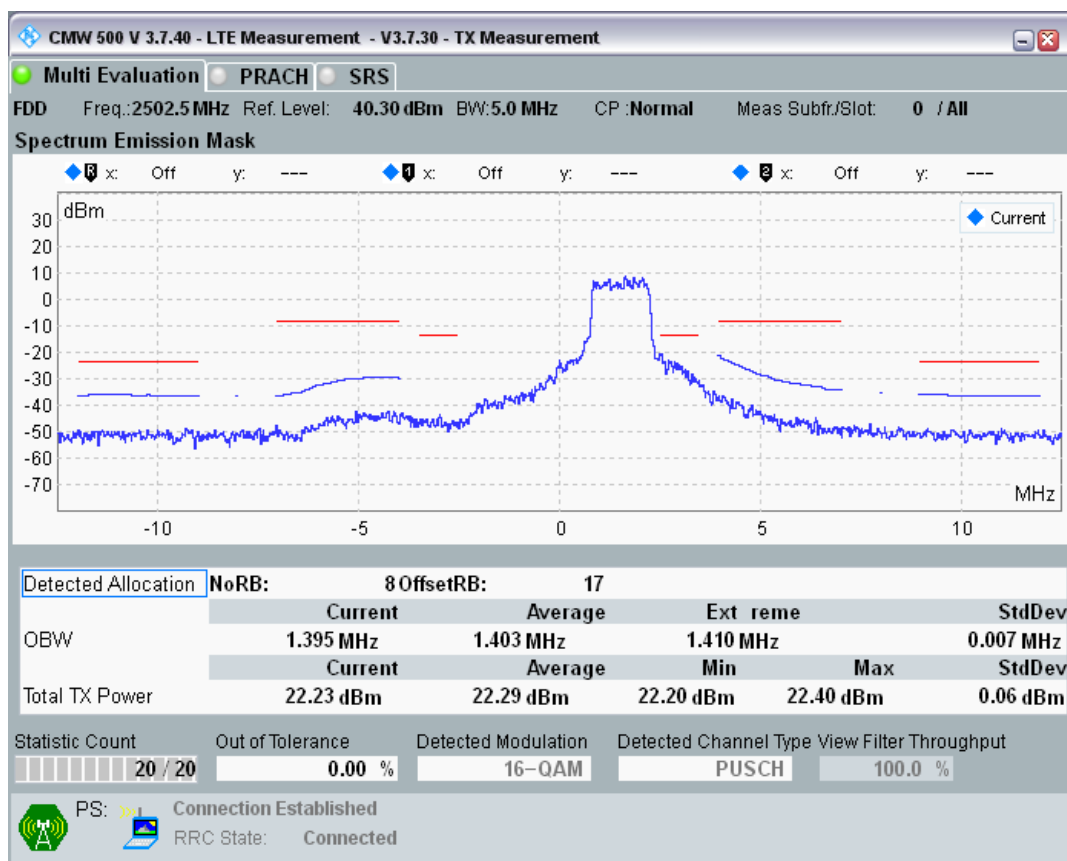 CMW 500 V 3.7.40 - LTE Measurement - V3.7.30 - TX Measurement
Multi Evaluation PRACH SRS
FDD Freq.:2502.5 MHz Ref. Level: 40.30 dBm BW:5.0 MHz CP :Normal Meas Subfr./Slot: 0 / All
Spectrum Emission Mask
R x: Off y: --- 1 x: Off y: --- 2 x: Off y: ---
dBm
Current
30
20
10
0
-10
-20
-30
-40
-50
-60
-70
MHz
-10 -5 0 5 10
Detected Allocation NoRB: 8 OffsetRB: 17
Current Average Ext reme StdDev
OBW 1.395 MHz 1.403 MHz 1.410 MHz 0.007 MHz
Current Average Min Max StdDev
Total TX Power 22.23 dBm 22.29 dBm 22.20 dBm 22.40 dBm 0.06 dBm
Statistic Count Out of Tolerance Detected Modulation Detected Channel Type View Filter Throughput
20 / 20 0.00 % 16-QAM PUSCH 100.0 %
PS: Connection Established
RRC State: Connected